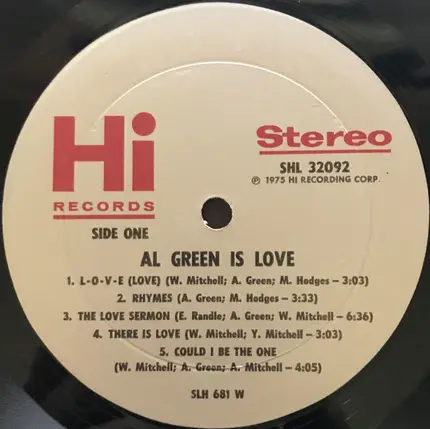 Hi
RECORDS
Stereo
SHL 32092
℗ 1975 HI RECORDING CORP.
SIDE ONE
AL GREEN IS LOVE
1. L-O-V-E (LOVE) (W. Mitchell; A. Green; M. Hodges – 3:03)
2. RHYMES (A. Green; M. Hodges – 3:33)
3. THE LOVE SERMON (E. Randle; A. Green; W. Mitchell – 6:36)
4. THERE IS LOVE (W. Mitchell; Y. Mitchell – 3:03)
5. COULD I BE THE ONE
(W. Mitchell; A. Green; A. Mitchell – 4:05)
SLH 681 W